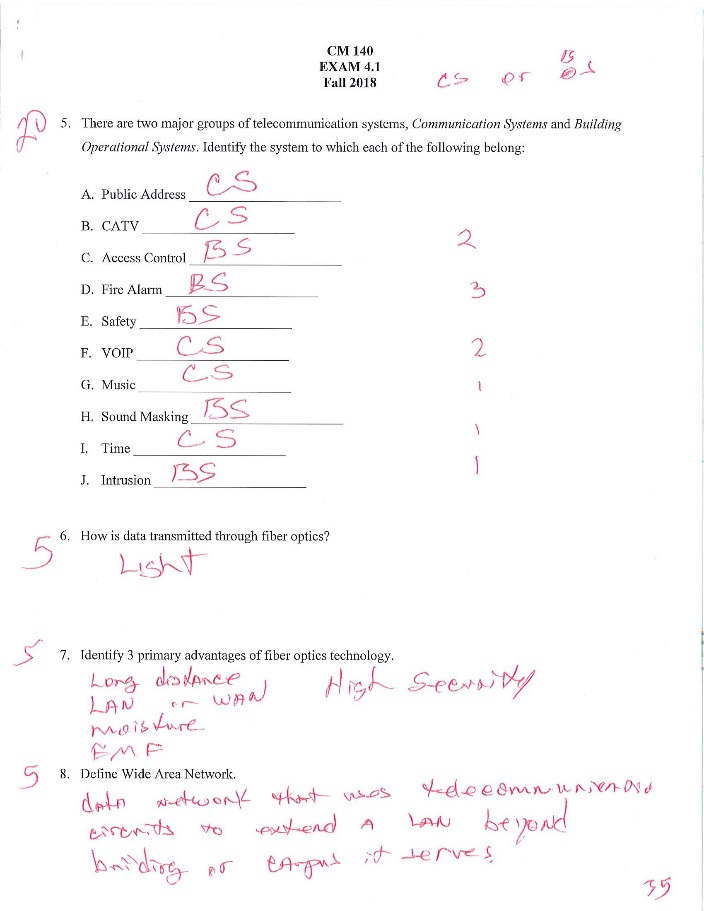 CM 140
EXAM 4.1
Fall 2018
CS or BS
20
5. There are two major groups of telecommunication systems, Communication Systems and Building
Operational Systems. Identify the system to which each of the following belong:
A. Public Address CS
B. CATV CS
C. Access Control BS
2
D. Fire Alarm BS
3
E. Safety BS
F. VOIP CS
2
G. Music CS
1
H. Sound Masking BS
1
I. Time CS
J. Intrusion BS
1
5
6. How is data transmitted through fiber optics?
Light
5
7. Identify 3 primary advantages of fiber optics technology.
Long distance High Security
LAN or WAN
moisture
EMF
5
8. Define Wide Area Network.
data network that uses
circuits to extend A LAN beyond
building or campus it serves
35